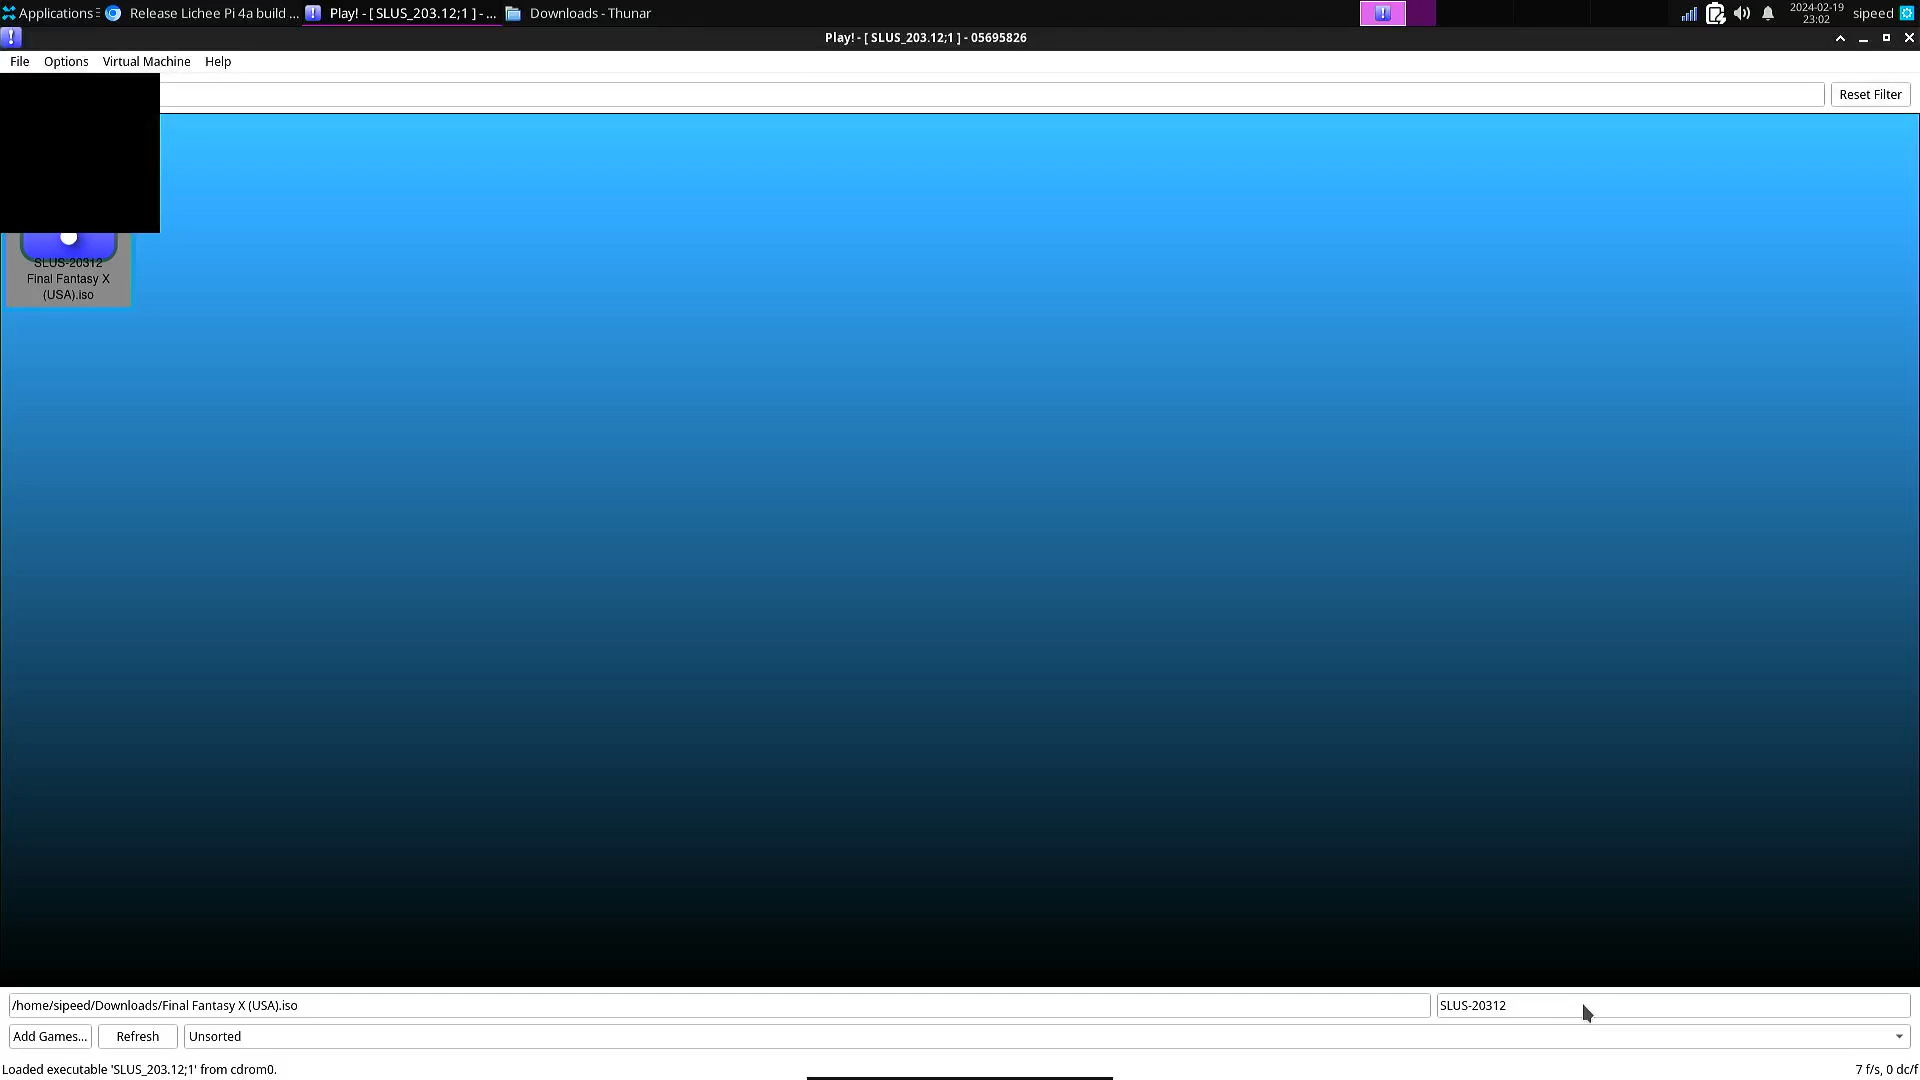 Applications
Release Lichee Pi 4a build ...
Play! - [ SLUS_203.12;1 ] - ...
Downloads - Thunar
2024-02-19
23:02
sipeed
Play! - [ SLUS_203.12;1 ] - 05695826
File Options Virtual Machine Help
Reset Filter
SLUS-20312
Final Fantasy X
(USA).iso
/home/sipeed/Downloads/Final Fantasy X (USA).iso
SLUS-20312
Add Games... Refresh Unsorted
Loaded executable 'SLUS_203.12;1' from cdrom0.
7 f/s, 0 dc/f